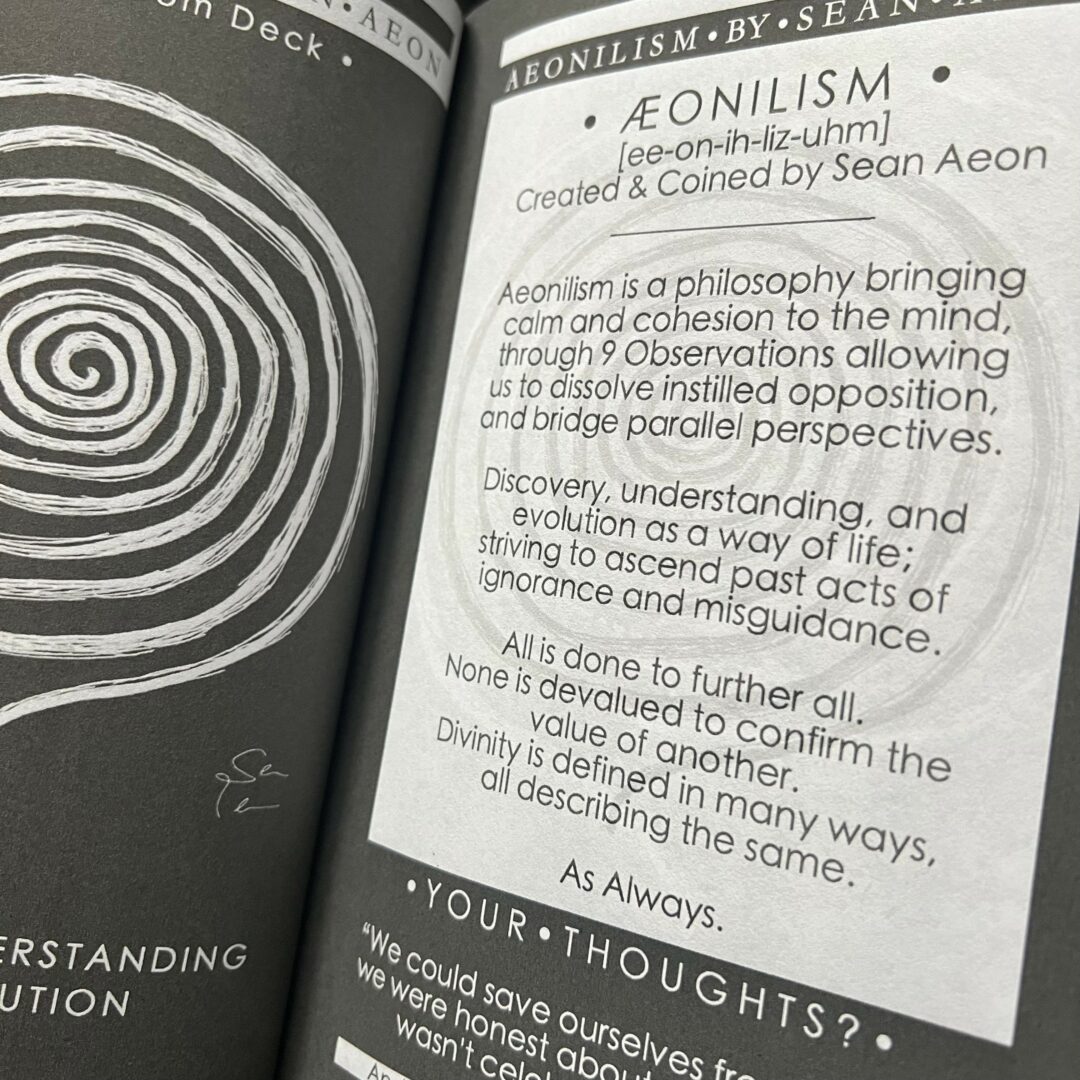 AEON
Deck •
ERSTANDING
UTION
AEONILISM • BY • SEAN •
• ÆONILISM •
[ee-on-ih-liz-uhm]
Created & Coined by Sean Aeon
Aeonilism is a philosophy bringing
calm and cohesion to the mind,
through 9 Observations allowing
us to dissolve instilled opposition,
and bridge parallel perspectives.
Discovery, understanding, and
evolution as a way of life;
striving to ascend past acts of
ignorance and misguidance.
All is done to further all.
None is devalued to confirm the
value of another.
Divinity is defined in many ways,
all describing the same.
As Always.
• YOUR • THOUGHTS? •
“We could save ourselves
we were honest
wasn't